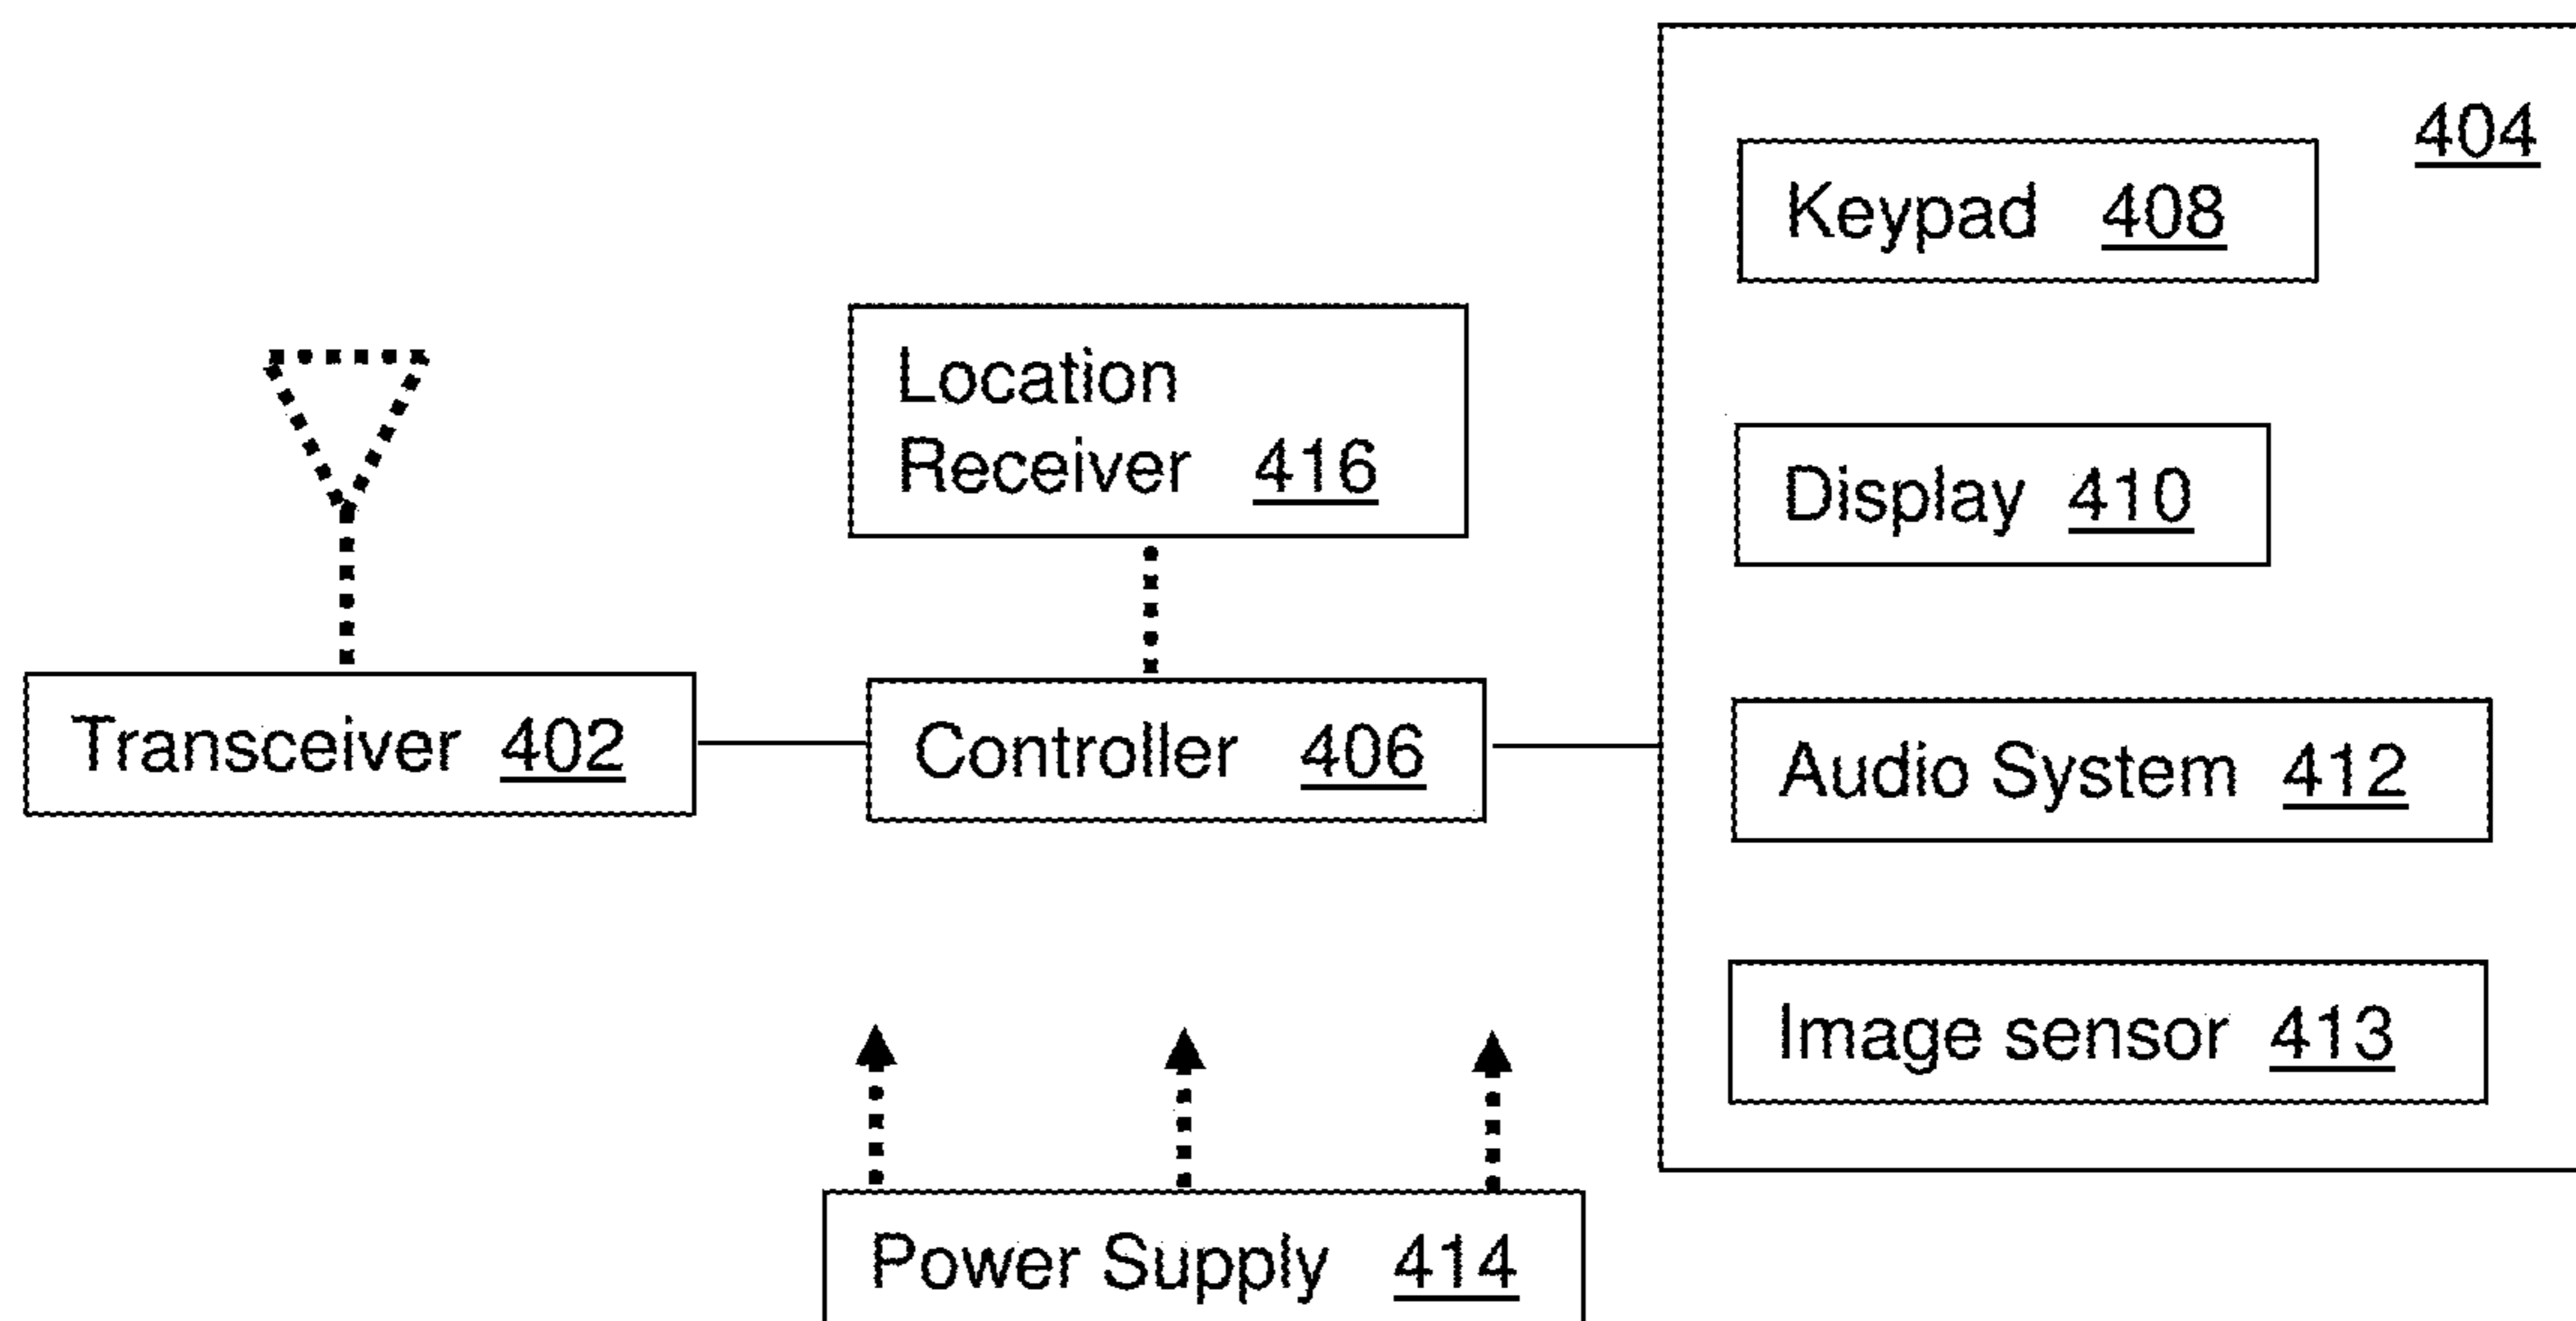 404
Keypad 408
Location
Receiver 416
Display 410
Transceiver 402
Controller 406
Audio System 412
Image sensor 413
Power Supply 414